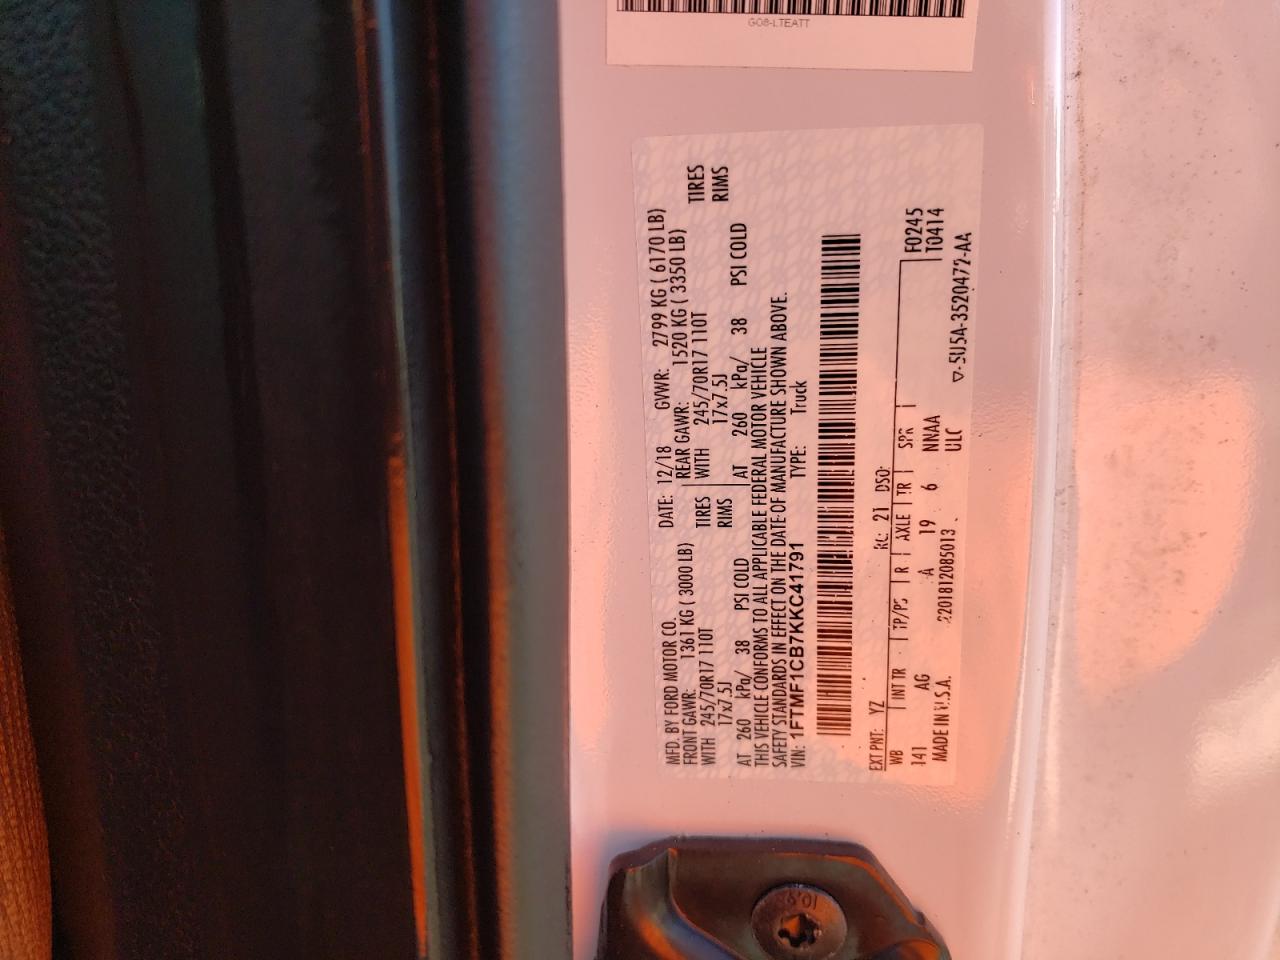 G08-LTEATT
MFD. BY FORD MOTOR CO.
DATE: 12/18 GVWR: 2799 KG ( 6170 LB)
FRONT GAWR: 1361 KG ( 3000 LB) REAR GAWR: 1520 KG ( 3350 LB)
WITH 245/70R17 110T TIRES WITH 245/70R17 110T TIRES
17x7.5J RIMS 17x7.5J RIMS
AT 260 kPa/ 38 PSI COLD AT 260 kPa/ 38 PSI COLD
THIS VEHICLE CONFORMS TO ALL APPLICABLE FEDERAL MOTOR VEHICLE
SAFETY STANDARDS IN EFFECT ON THE DATE OF MANUFACTURE SHOWN ABOVE.
VIN: 1FTMF1CB7KKC41791 TYPE: Truck
EXT PNT: YZ RC: 21 DSO:
WB INT TR TP/PS R AXLE TR SPR F0245
141 AG A 19 6 NNAA T0414
MADE IN U.S.A. 2201812085013 ULC
5U5A-3520472-AA
10.9